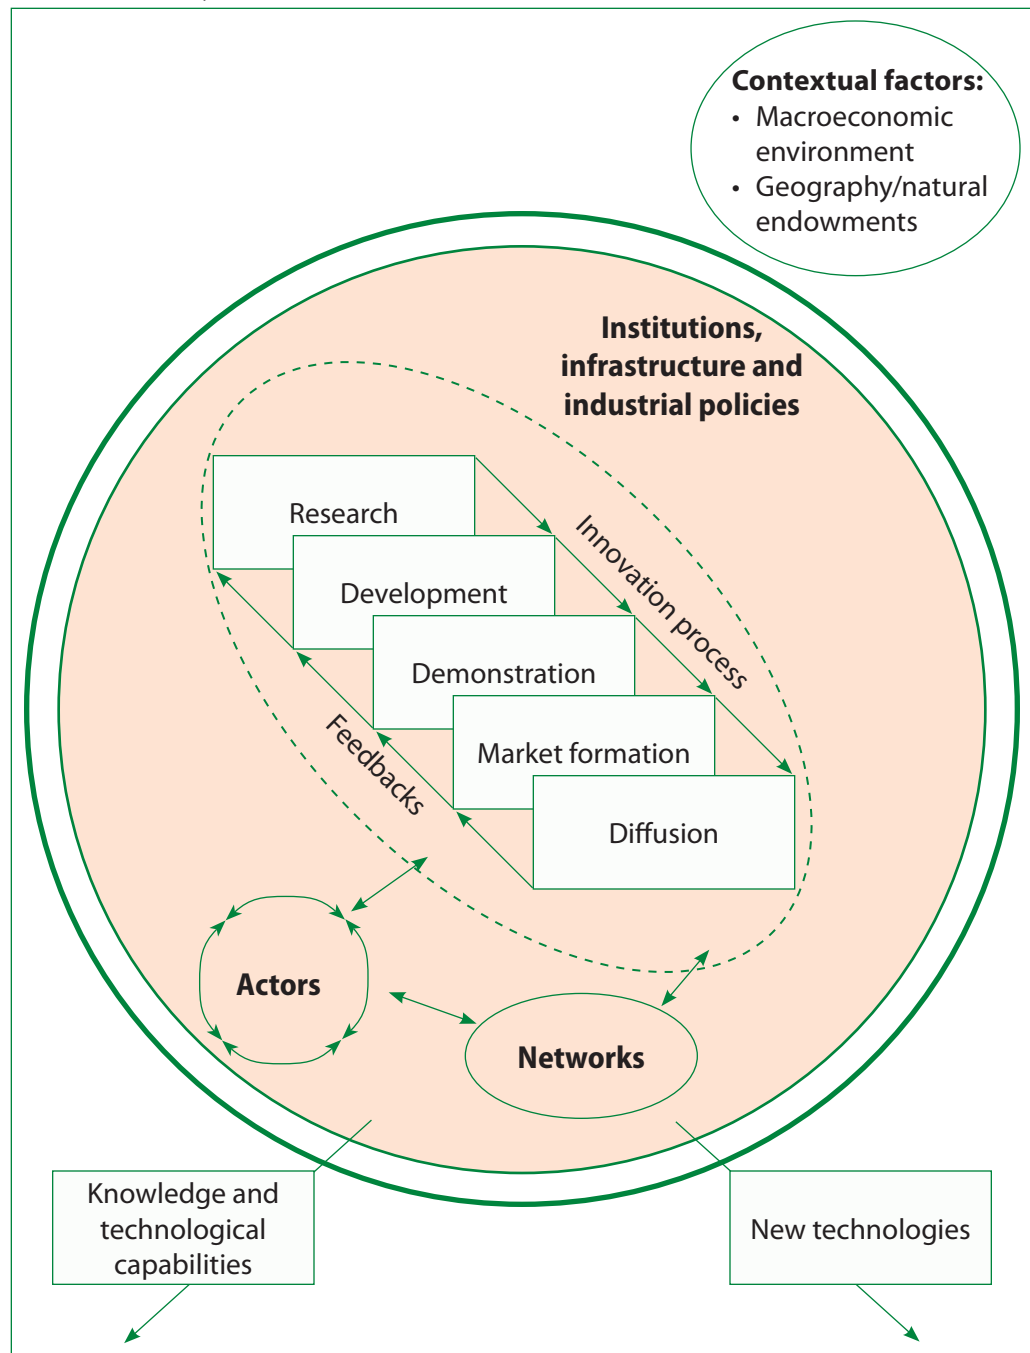 Contextual factors:
• Macroeconomic
environment
• Geography/natural
endowments
Institutions,
infrastructure and
industrial policies
Research
Development
Demonstration
Market formation
Diffusion
Innovation process
Feedbacks
Actors
Networks
Knowledge and
technological
capabilities
New technologies